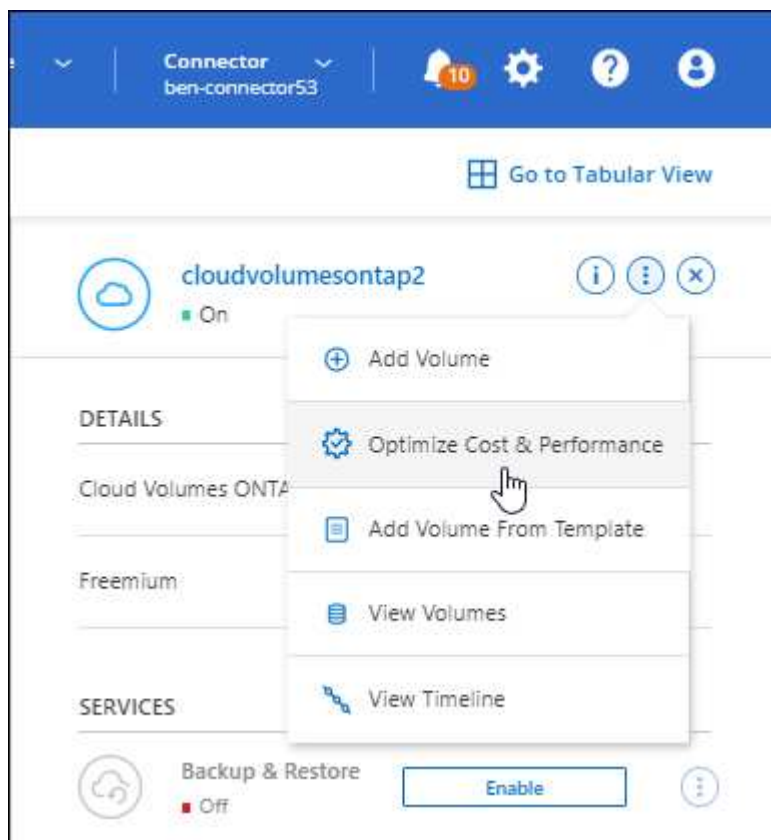 Connector
ben-connector53
10
Go to Tabular View
cloudvolumesontap2
On
Add Volume
DETAILS
Optimize Cost & Performance
Cloud Volumes ONTA
Add Volume From Template
Freemium
View Volumes
View Timeline
SERVICES
Backup & Restore
Enable
Off